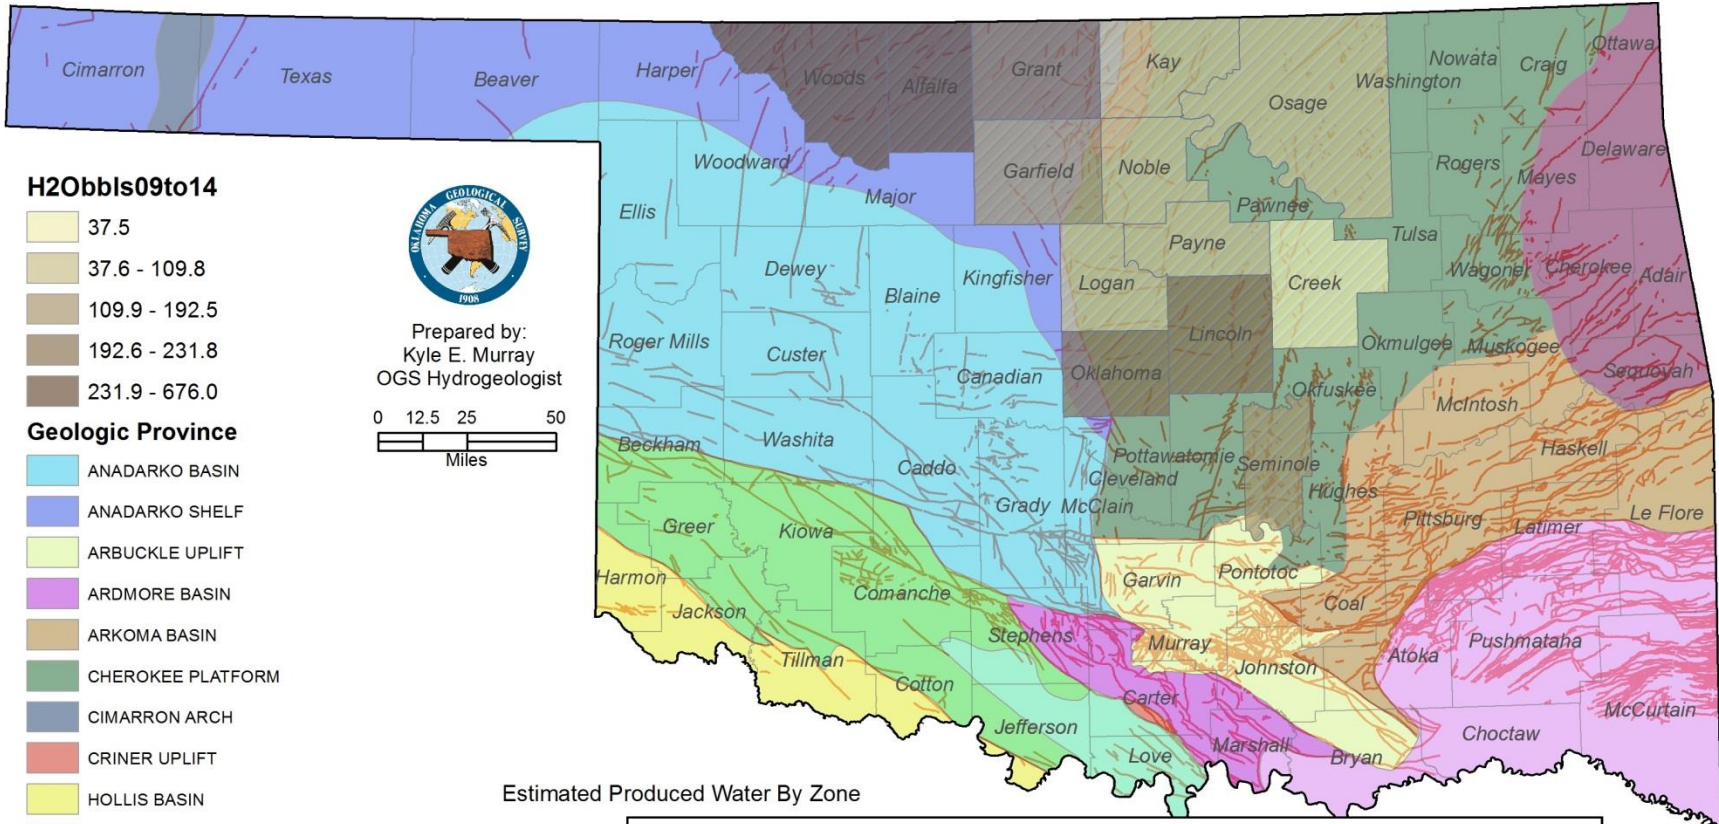 Cimarron
Texas
Beaver
Harper
Woods
Alfalfa
Grant
Kay
Osage
Washington
Nowata
Craig
Ottawa
Woodward
Major
Garfield
Noble
Pawnee
Rogers
Mayes
Delaware
Ellis
Dewey
Blaine
Kingfisher
Logan
Payne
Creek
Tulsa
Wagoner
Cherokee
Adair
Roger Mills
Custer
Canadian
Oklahoma
Lincoln
Okfuskee
Okmulgee
Muskogee
Sequoyah
McIntosh
Beckham
Washita
Caddo
Grady
McClain
Cleveland
Pottawatomie
Seminole
Hughes
Haskell
Pittsburg
Latimer
Le Flore
Greer
Kiowa
Harmon
Jackson
Comanche
Garvin
Pontotoc
Coal
Stephens
Murray
Johnston
Atoka
Pushmataha
Tillman
Cotton
Carter
Jefferson
Love
Marshall
Bryan
Choctaw
McCurtain
H2Obbls09to14
37.5
37.6 - 109.8
109.9 - 192.5
192.6 - 231.8
231.9 - 676.0
Geologic Province
ANADARKO BASIN
ANADARKO SHELF
ARBUCKLE UPLIFT
ARDMORE BASIN
ARKOMA BASIN
CHEROKEE PLATFORM
CIMARRON ARCH
CRINER UPLIFT
HOLLIS BASIN
OKLAHOMA GEOLOGICAL SURVEY
1908
Prepared by:
Kyle E. Murray
OGS Hydrogeologist
0 12.5 25 50
Miles
Estimated Produced Water By Zone